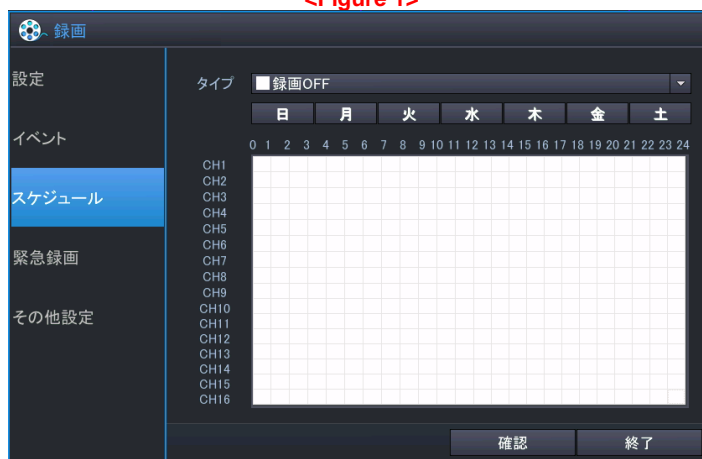 <Figure 1>
録画
設定
イベント
スケジュール
緊急録画
その他設定
タイプ 録画OFF
日 月 火 水 木 金 土
0 1 2 3 4 5 6 7 8 9 10 11 12 13 14 15 16 17 18 19 20 21 22 23 24
CH1
CH2
CH3
CH4
CH5
CH6
CH7
CH8
CH9
CH10
CH11
CH12
CH13
CH14
CH15
CH16
確認 終了